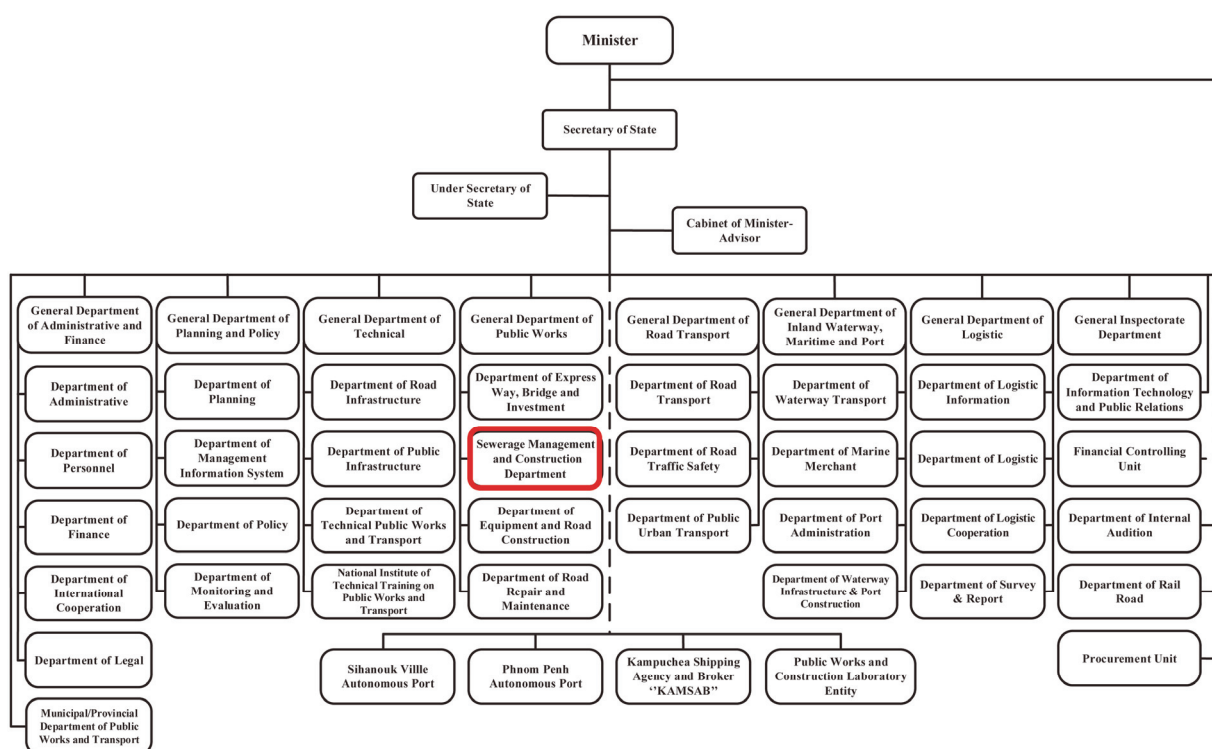 Minister
Secretary of State
Under Secretary of
State
Cabinet of Minister-
Advisor
General Department
of Administrative and
Finance
General Department of
Planning and Policy
General Department of
Technical
General Department of
Public Works
General Department of
Road Transport
General Department of
Inland Waterway,
Maritime and Port
General Department of
Logistic
General Inspectorate
Department
Department of
Administrative
Department of
Planning
Department of Road
Infrastructure
Department of Express
Way, Bridge and
Investment
Department of Road
Transport
Department of
Waterway Transport
Department of Logistic
Information
Department of
Information Technology
and Public Relations
Department of
Personnel
Department of
Management
Information System
Department of Public
Infrastructure
Sewerage Management
and Construction
Department
Department of Road
Traffic Safety
Department of Marine
Merchant
Department of Logistic
Financial Controlling
Unit
Department of
Finance
Department of Policy
Department of
Technical Public Works
and Transport
Department of
Equipment and Road
Construction
Department of Public
Urban Transport
Department of Port
Administration
Department of Logistic
Cooperation
Department of Internal
Audition
Department of
International
Cooperation
Department of
Monitoring and
Evaluation
National Institute of
Technical Training on
Public Works and
Transport
Department of Road
Repair and
Maintenance
Department of Waterway
Infrastructure & Port
Construction
Department of Survey
& Report
Department of Rail
Road
Department of Legal
Sihanouk Villle
Autonomous Port
Phnom Penh
Autonomous Port
Kampuchea Shipping
Agency and Broker
‘’KAMSAB’’
Public Works and
Construction Laboratory
Entity
Procurement Unit
Municipal/Provincial
Department of Public
Works and Transport